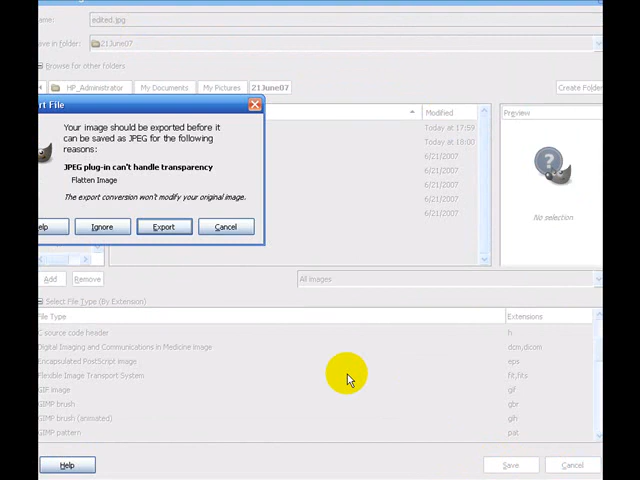 ame:
edited.jpg
ave in folder:
21June07
Browse for other folders
HP_Administrator
My Documents
My Pictures
21June07
Create Folder
rt File
Modified
Preview
Your image should be exported before it
can be saved as JPEG for the following
reasons:
JPEG plug-in can't handle transparency
Flatten Image
The export conversion won't modify your original image.
elp
Ignore
Export
Cancel
Today at 17:59
Today at 18:00
6/21/2007
6/21/2007
6/21/2007
6/21/2007
6/21/2007
No selection
Add
Remove
All images
Select File Type (By Extension)
File Type
Extensions
C source code header
h
Digital Imaging and Communications in Medicine image
dcm,dicom
Encapsulated PostScript image
eps
Flexible Image Transport System
fit,fits
GIF image
gif
GIMP brush
gbr
GIMP brush (animated)
gih
GIMP pattern
pat
Help
Save
Cancel